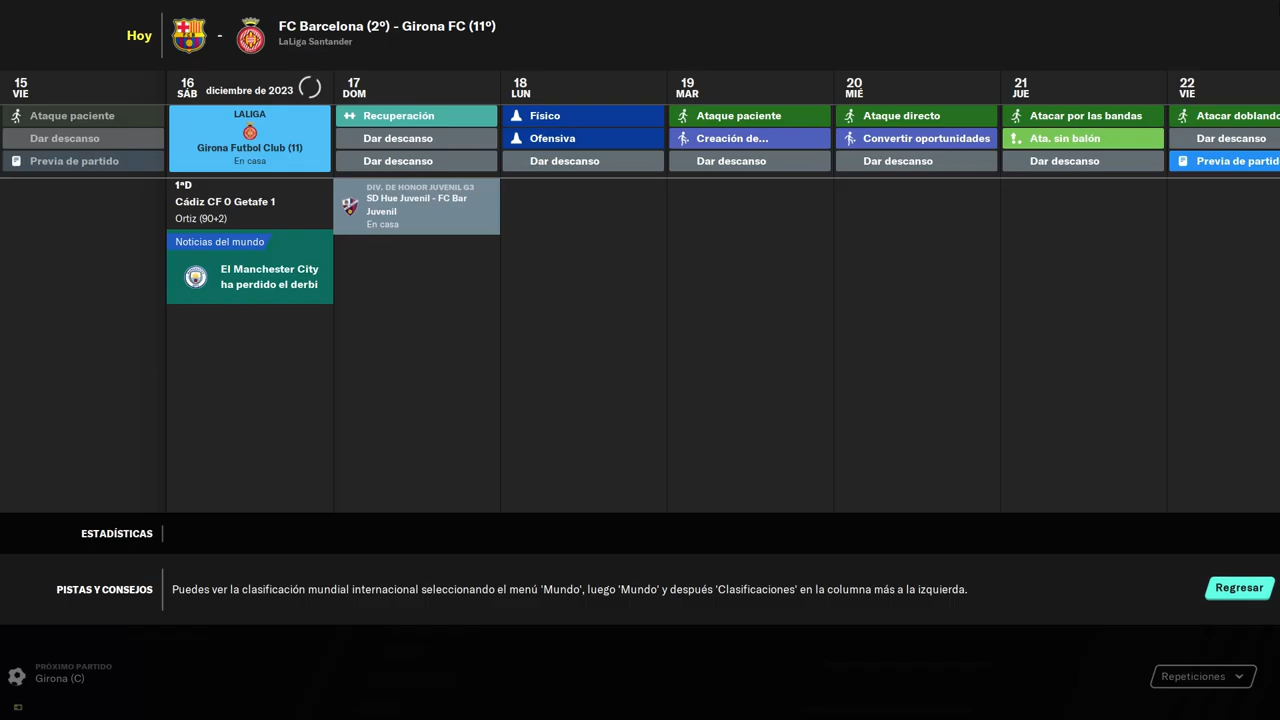 Hoy
FC Barcelona (2º) - Girona FC (11º)
LaLiga Santander
15
VIE
16
SÁB
diciembre de 2023
17
DOM
18
LUN
19
MAR
20
MIÉ
21
JUE
22
VIE
Ataque paciente
Dar descanso
Previa de partido
LALIGA
Girona Futbol Club (11)
En casa
Recuperación
Dar descanso
Dar descanso
Físico
Ofensiva
Dar descanso
Ataque paciente
Creación de...
Dar descanso
Ataque directo
Convertir oportunidades
Dar descanso
Atacar por las bandas
Ata. sin balón
Dar descanso
Atacar doblando
Dar descanso
Previa de partid
1ªD
Cádiz CF 0 Getafe 1
Ortiz (90+2)
Noticias del mundo
El Manchester City
ha perdido el derbi
DIV. DE HONOR JUVENIL G3
SD Hue Juvenil - FC Bar
Juvenil
En casa
ESTADÍSTICAS
PISTAS Y CONSEJOS
Puedes ver la clasificación mundial internacional seleccionando el menú 'Mundo', luego 'Mundo' y después 'Clasificaciones' en la columna más a la izquierda.
Regresar
PRÓXIMO PARTIDO
Girona (C)
Repeticiones